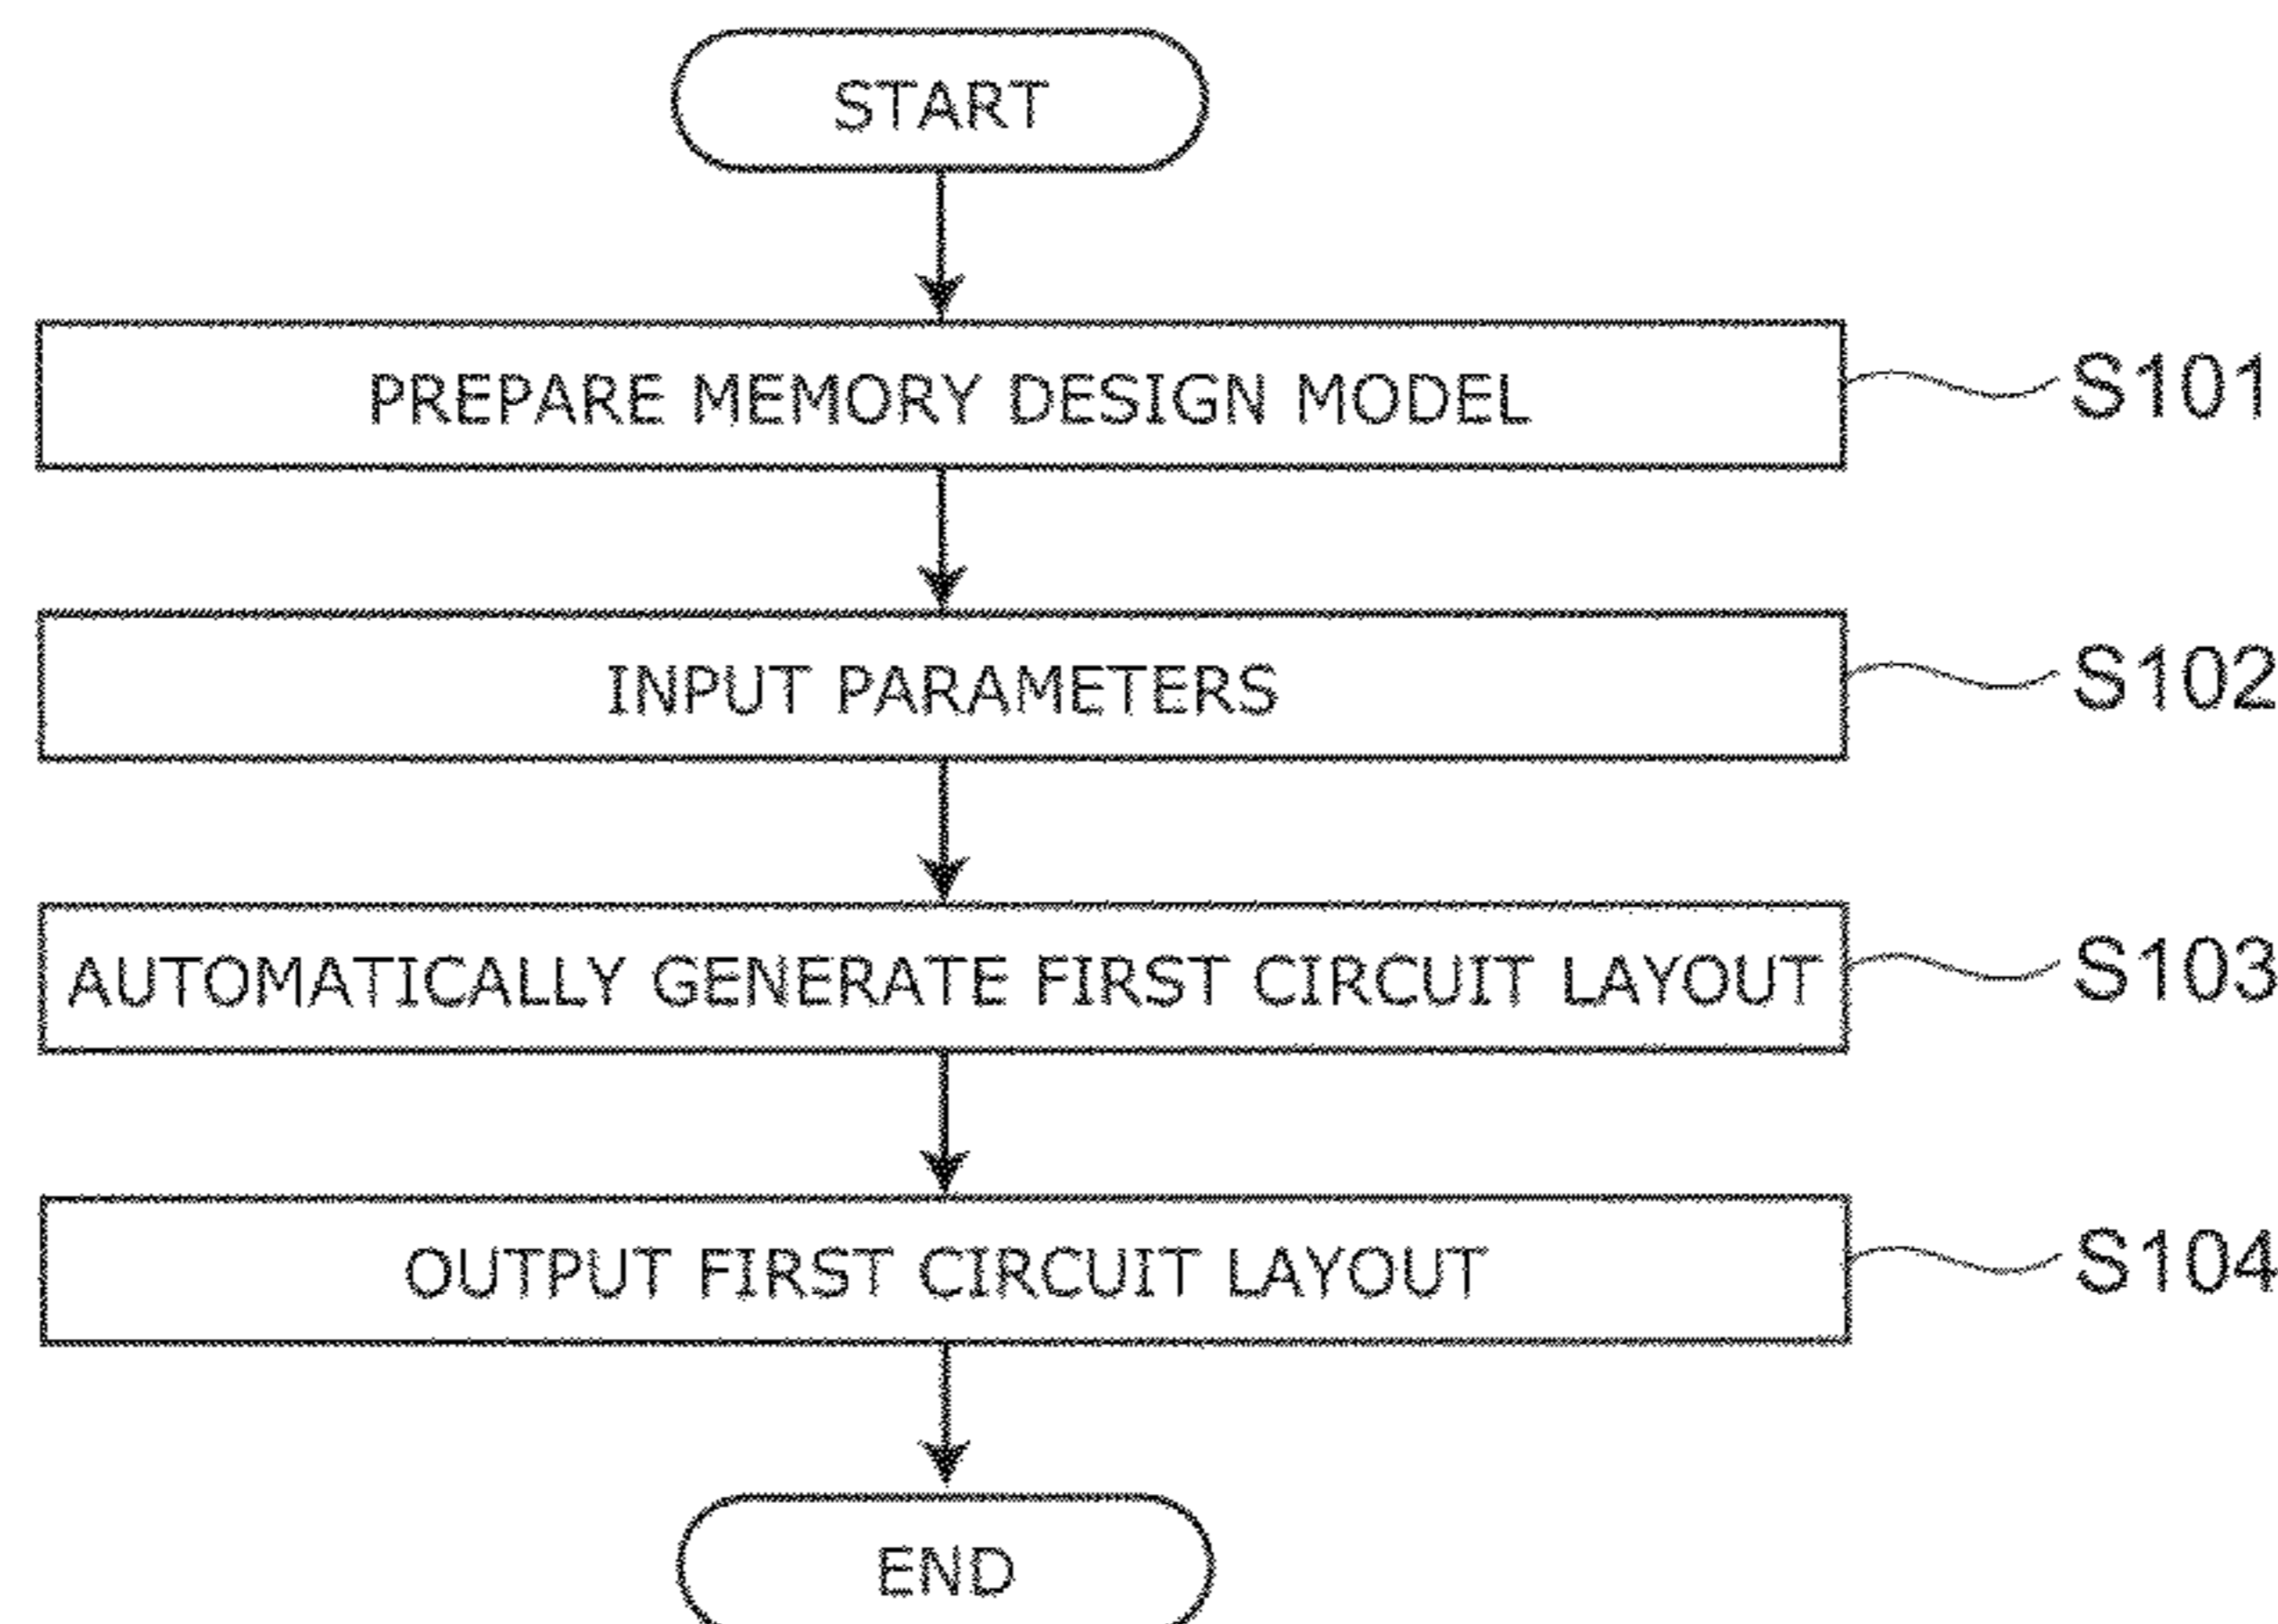 START
PREPARE MEMORY DESIGN MODEL
S101
INPUT PARAMETERS
S102
AUTOMATICALLY GENERATE FIRST CIRCUIT LAYOUT
S103
OUTPUT FIRST CIRCUIT LAYOUT
S104
END